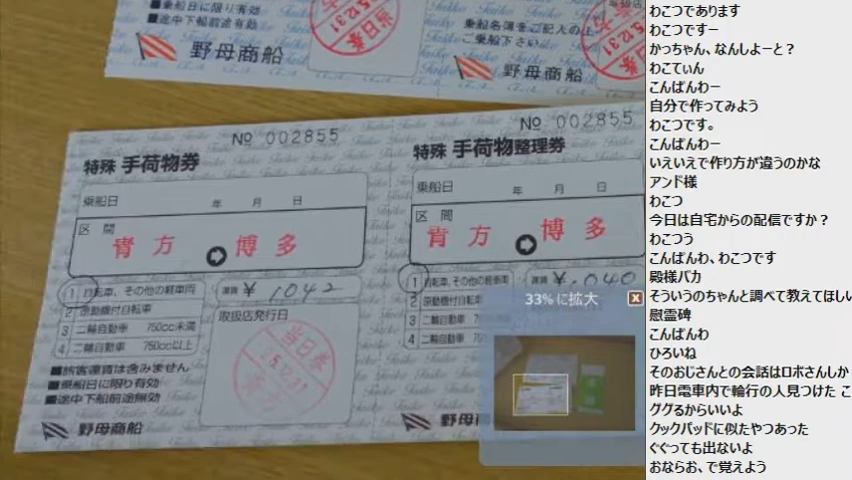 ■乗船日に限り有効
■途中下船前途有効
野母商船
5.12.31
当日券
乗船名簿をご記入の上
ご乗船下さい
野母商船
5.12.31
当日券
No 002855
特殊 手荷物券
乗船日 年 月 日
区間
青方 ➔ 博多
1 自転車、その他の軽車両
2 原動機付自転車
3 二輪自動車 750cc未満
4 二輪自動車 750cc以上
運賃 ¥ 1042
取扱店発行日
当日券
■旅客運賃は含みません
■乗船日に限り有効
■途中下船前途無効
野母商船
No 002855
特殊 手荷物整理券
乗船日 年 月 日
区間
青方 ➔ 博多
1 自転車、その他の軽車両
2 原動機付自転車
3 二輪自動車
4 二輪自動車
運賃
野母
33%に拡大
わこつであります
わこつですー
かっちゃん、なんしよーと？
わこてぃん
こんばんわー
自分で作ってみよう
わこつです。
こんばんわー
いえいえで作り方が違うのかな
アンド様
わこつ
今日は自宅からの配信ですか？
わこつう
こんばんわ、わこつです
殿様バカ
そういうのちゃんと調べて教えてほしい
慰霊碑
こんばんわ
ひろいね
そのおじさんとの会話はロボさんしか
昨日電車内で輪行の人見つけた こ
ググるからいいよ
クックパッドに似たやつあった
ぐぐっても出ないよ
おならお、で覚えよう